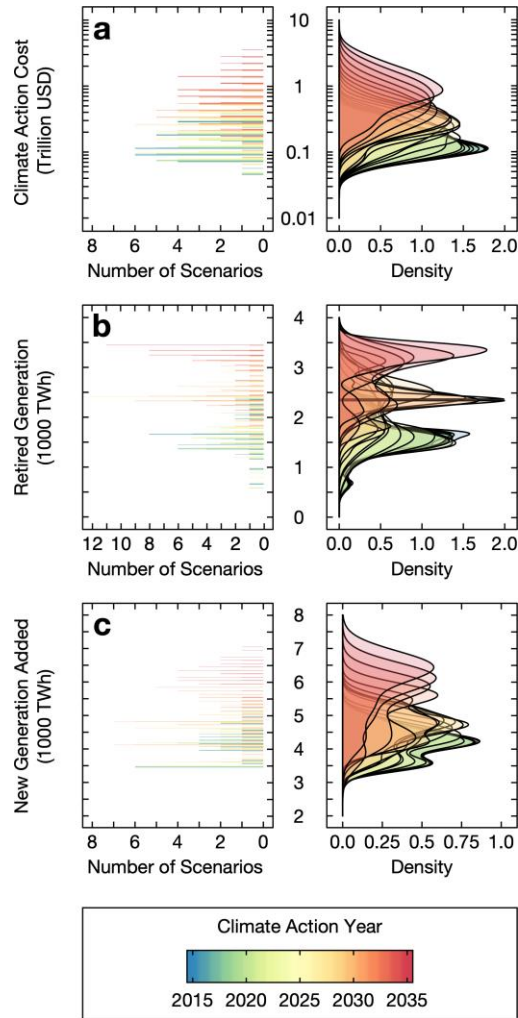 a
Climate Action Cost
(Trillion USD)
10
1
0.1
0.01
8 6 4 2 0
0.0 0.5 1.0 1.5 2.0
Number of Scenarios
Density
b
Retired Generation
(1000 TWh)
4
3
2
1
0
12 10 8 6 4 2 0
0.0 0.5 1.0 1.5 2.0
Number of Scenarios
Density
c
New Generation Added
(1000 TWh)
8
7
6
5
4
3
2
8 6 4 2 0
0.0 0.25 0.5 0.75 1.0
Number of Scenarios
Density
Climate Action Year
2015 2020 2025 2030 2035